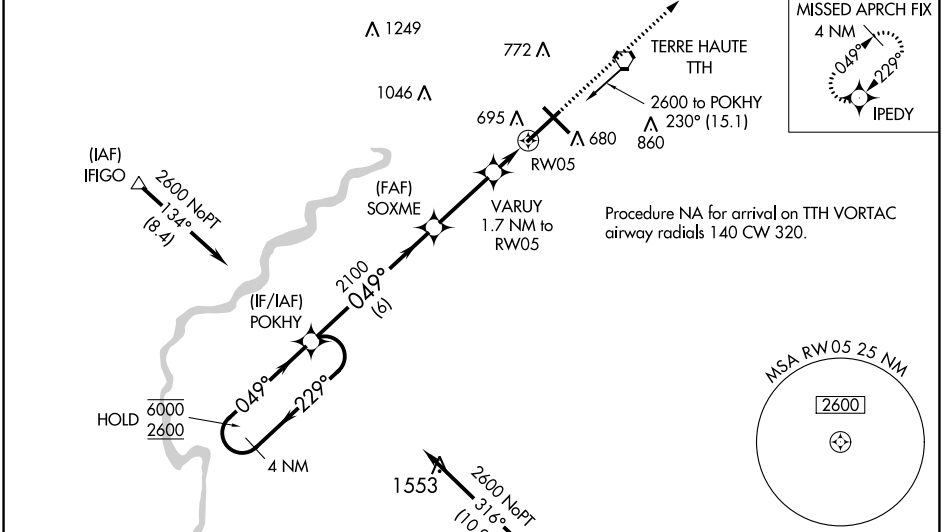 1249
772
TERRE HAUTE
TTH
1046
2600 to POKHY
230° (15.1)
695
680
860
RW05
MISSED APRCH FIX
4 NM
049°
229°
IPEDY
(IAF)
IFIGO
2600 NoPT
134°
(8.4)
(FAF)
SOXME
VARUY
1.7 NM to
RW05
Procedure NA for arrival on TTH VORTAC
airway radials 140 CW 320.
2100
049°
(6)
(IF/IAF)
POKHY
049°
229°
HOLD
6000
2600
4 NM
1553
2600 NoPT
316°
MSA RW05 25 NM
2600